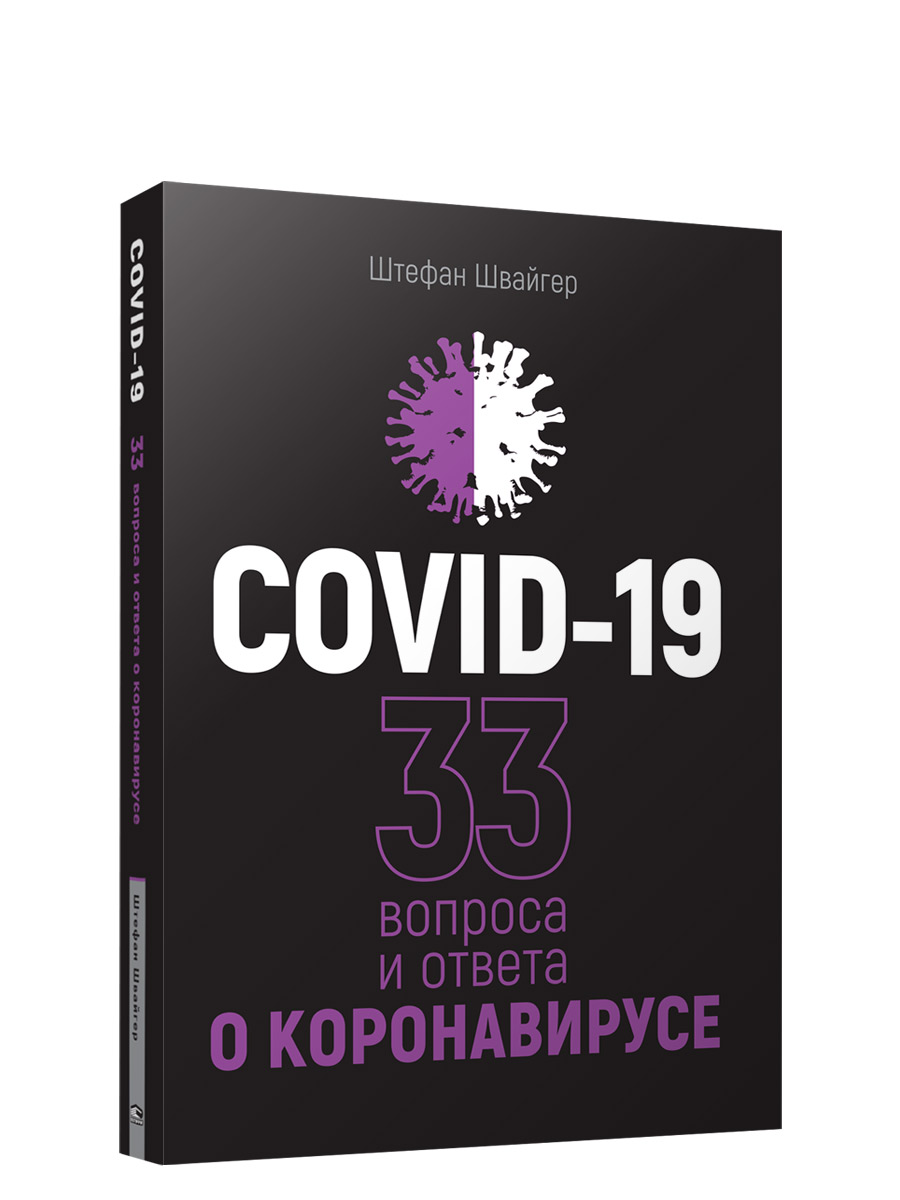 Штефан Швайгер
COVID-19
33
вопроса
и ответа
О КОРОНАВИРУСЕ
COVID-19 33 вопроса и ответа о коронавирусе
Штефан Швайгер